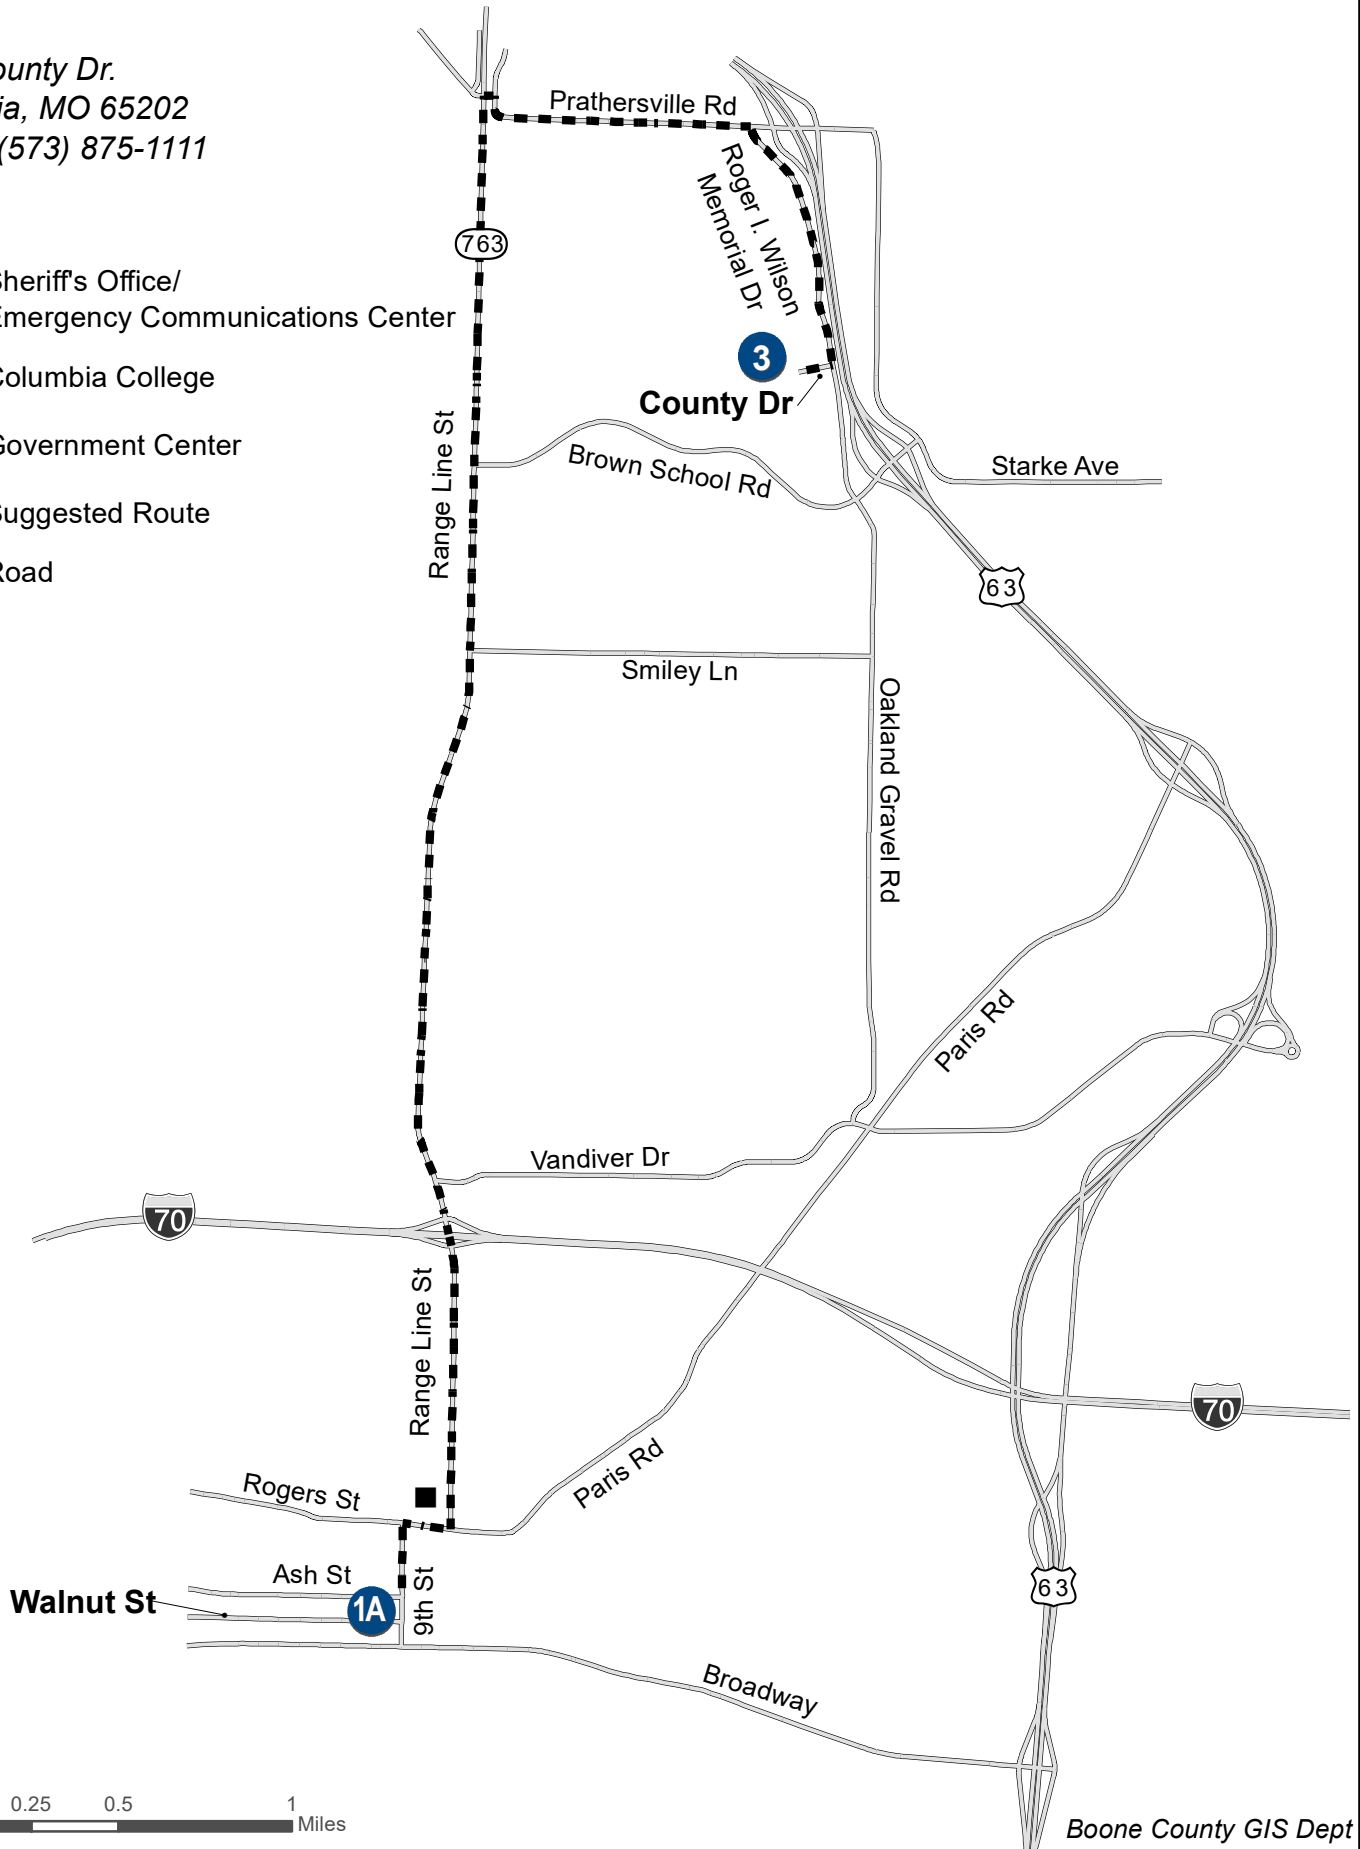 ounty Dr.
ia, MO 65202
(573) 875-1111
Prathersville Rd
Roger I. Wilson
Memorial Dr
763
Sheriff's Office/
Emergency Communications Center
3
Columbia College
County Dr
Government Center
Range Line St
Brown School Rd
Starke Ave
Suggested Route
Road
63
Smiley Ln
Oakland Gravel Rd
Paris Rd
Vandiver Dr
70
Range Line St
70
Paris Rd
Rogers St
Ash St
63
Walnut St
1A
9th St
Broadway
0.25 0.5 1
Miles
Boone County GIS Dept